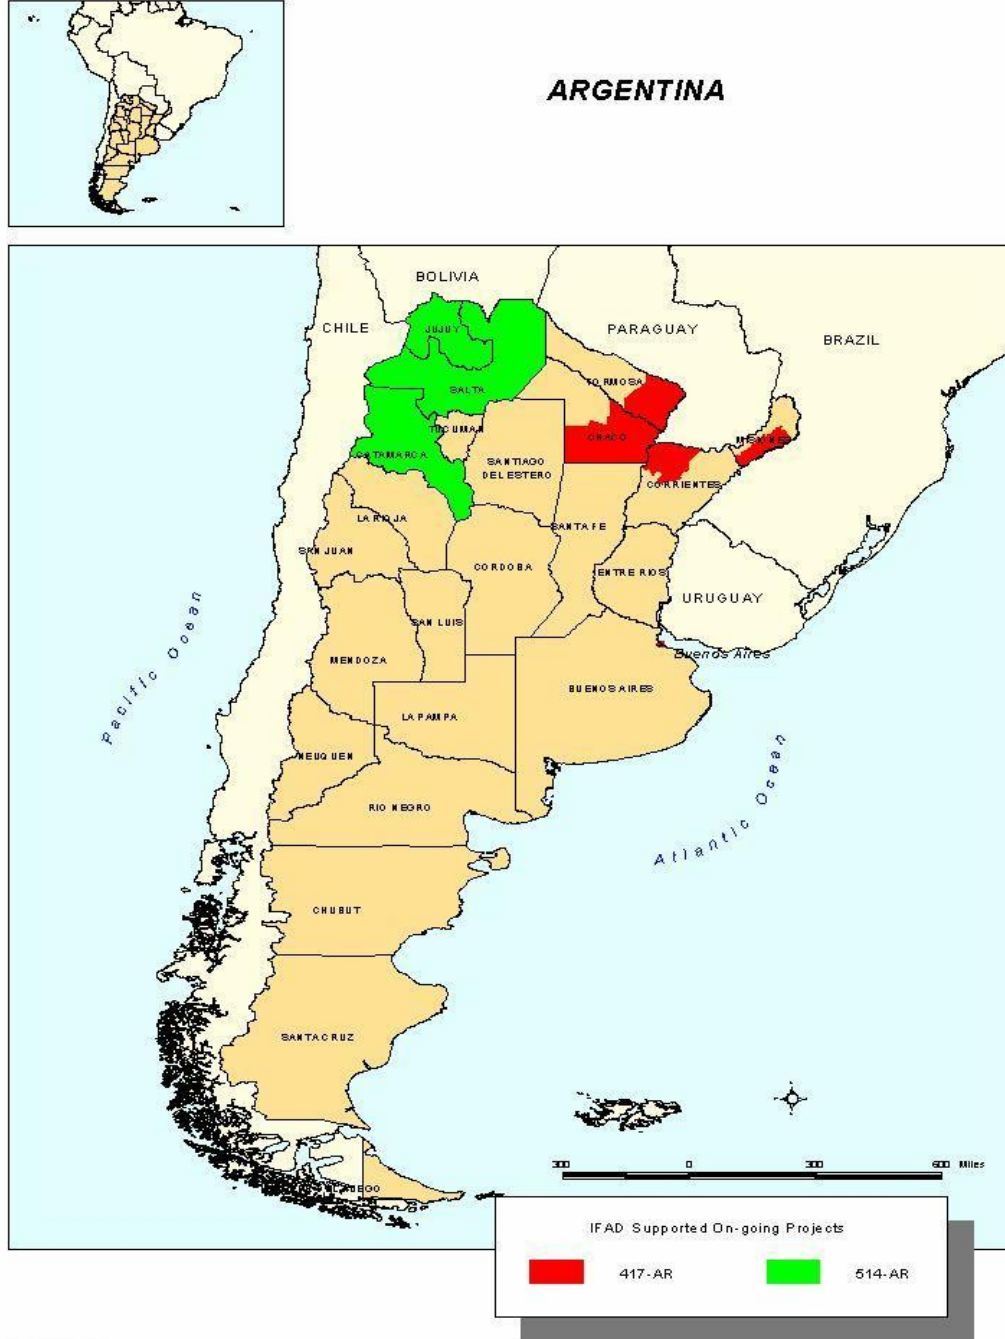 ARGENTINA
BOLIVIA
CHILE
PARAGUAY
BRAZIL
JUJUY
FORMOSA
SALTA
TUCUMAN
CHACO
MISIONES
CATAMARCA
SANTIAGO
DEL ESTERO
CORRIENTES
LA RIOJA
SANTA FE
SAN JUAN
CORDOBA
ENTRE RIOS
URUGUAY
SAN LUIS
Buenos Aires
MENDOZA
BUENOS AIRES
Pacific Ocean
LA PAMPA
NEUQUEN
RIO NEGRO
Atlantic Ocean
CHUBUT
SANTA CRUZ
300 0 300 600 Miles
IFAD Supported On-going Projects
417-AR 514-AR